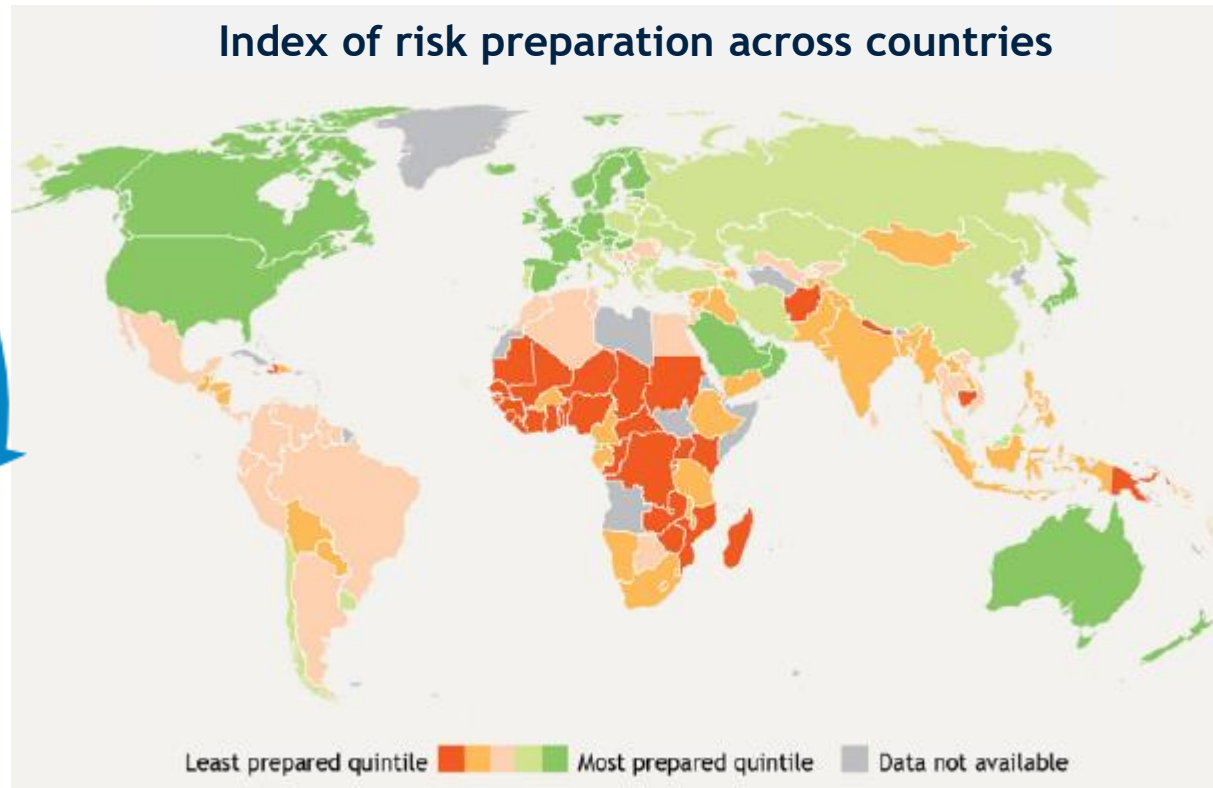 Index of risk preparation across countries
Least prepared quintile Most prepared quintile Data not available